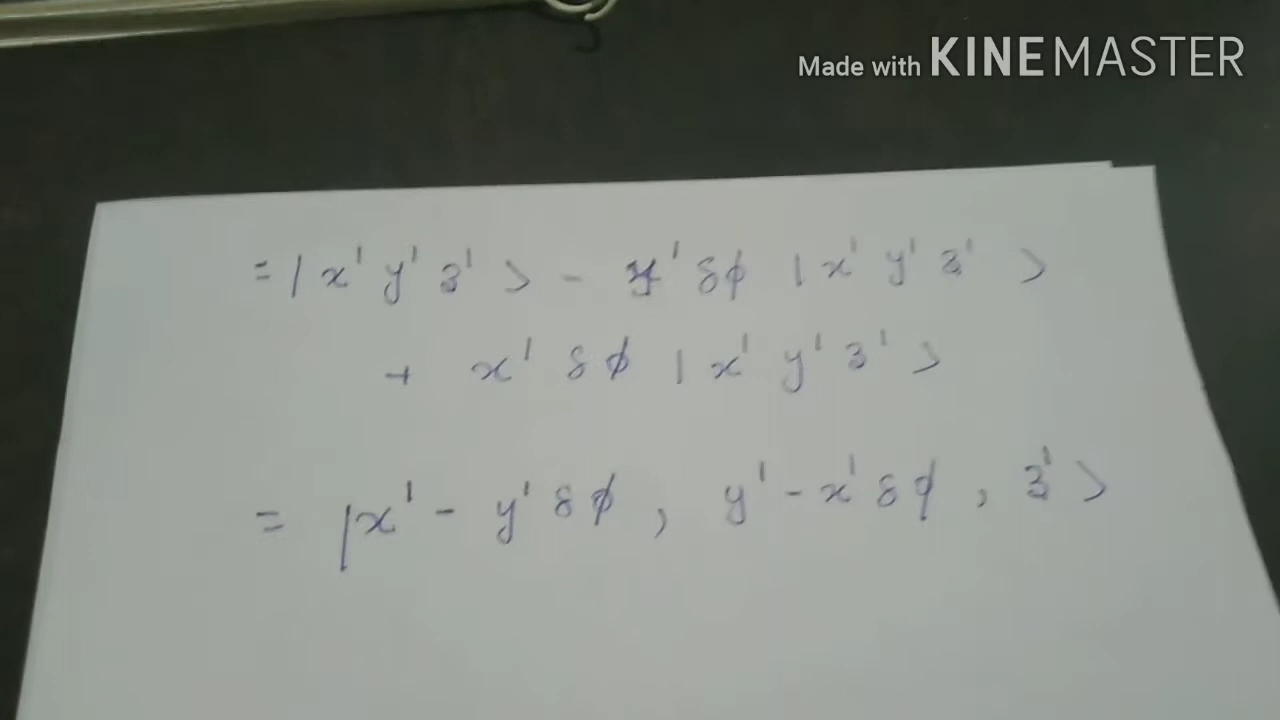 Made with KINEMASTER
= | x' y' z' > - y' δϕ | x' y' z' >
+ x' δϕ | x' y' z' >
= | x' - y' δϕ , y' - x' δϕ , z' >